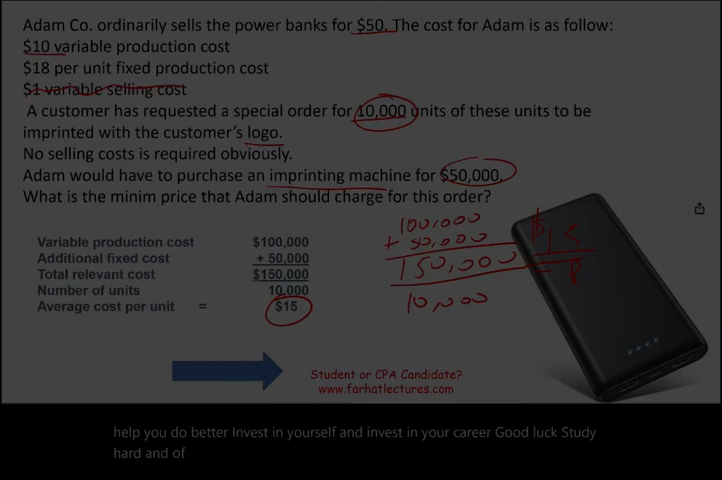 Adam Co. ordinarily sells the power banks for $50. The cost for Adam is as follow:
$10 variable production cost
$18 per unit fixed production cost
$1 variable selling cost
A customer has requested a special order for 10,000 units of these units to be
imprinted with the customer's logo.
No selling costs is required obviously.
Adam would have to purchase an imprinting machine for $50,000.
What is the minim price that Adam should charge for this order?
Variable production cost $100,000
Additional fixed cost + 50,000
Total relevant cost $150,000
Number of units 10,000
Average cost per unit = $15
100,000
+ 50,000
150,000
10,000
$15
Student or CPA Candidate?
www.farhatlectures.com
help you do better Invest in yourself and invest in your career Good luck Study
hard and of